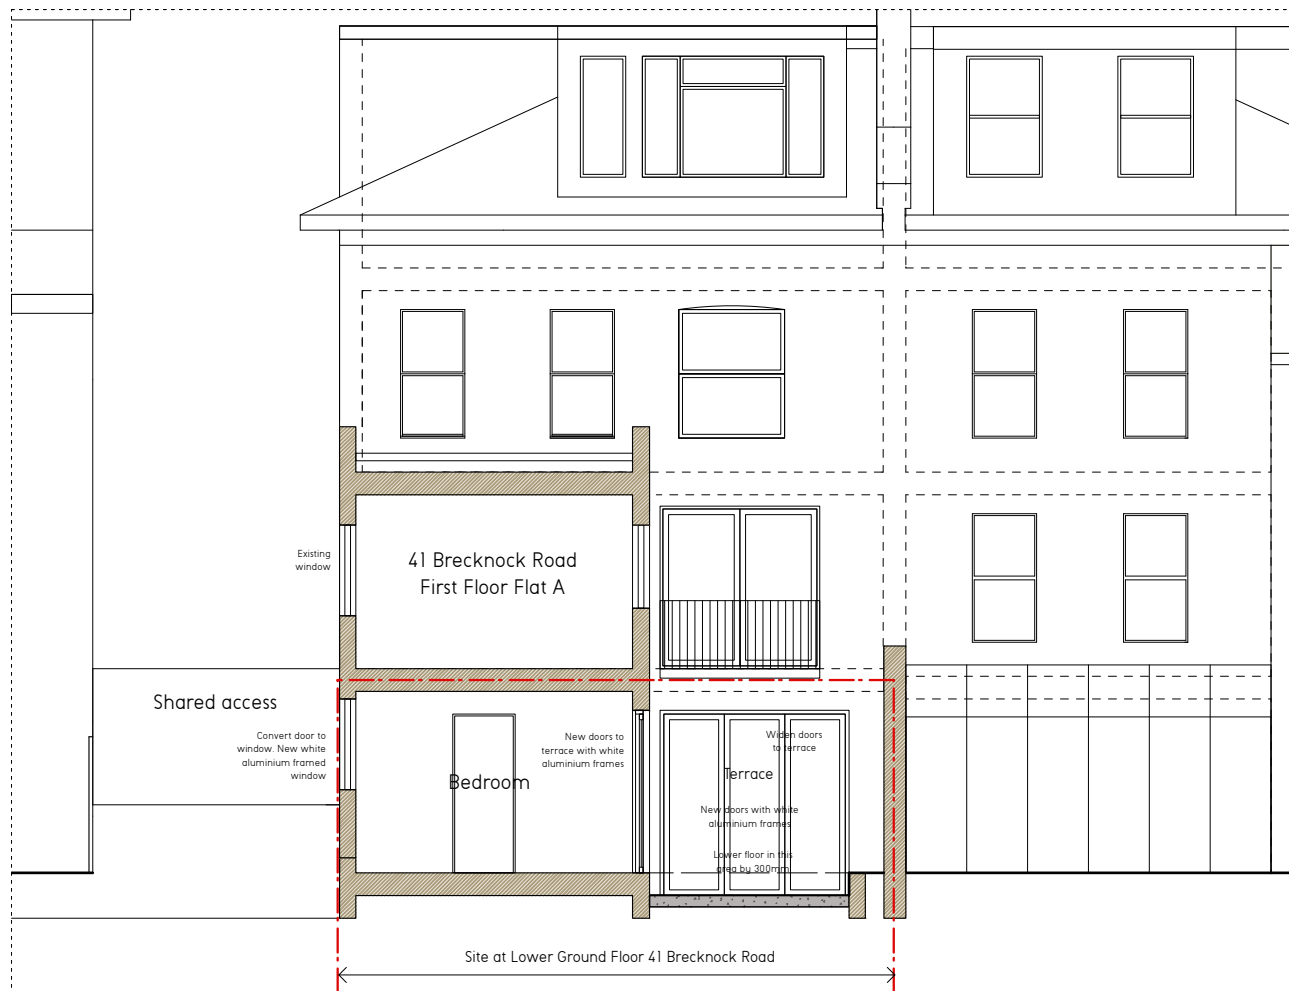 Existing
window
41 Brecknock Road
First Floor Flat A
Shared access
Convert door to
window. New white
aluminium framed
window
Bedroom
New doors to
terrace with white
aluminium frames
Widen doors
to terrace
Terrace
New doors with white
aluminium frames
Lower floor in this
area by 300mm
Site at Lower Ground Floor 41 Brecknock Road